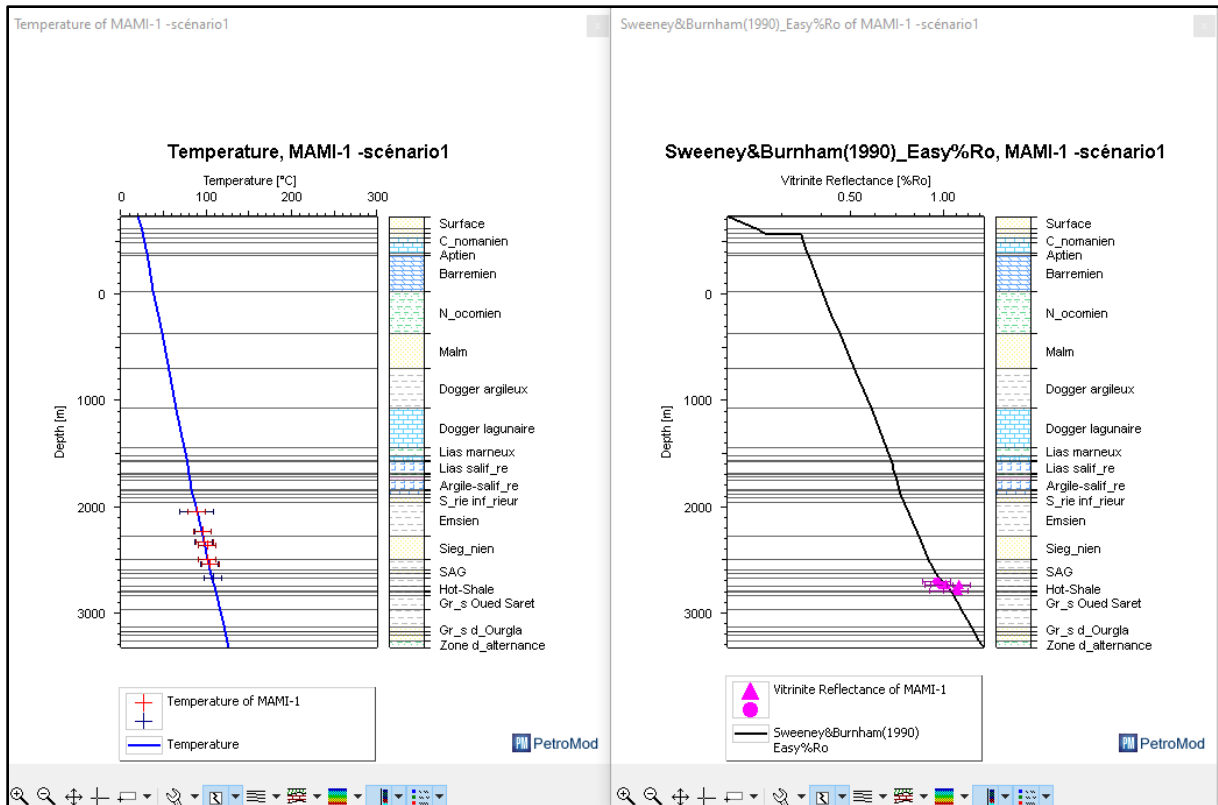 Temperature of MAMI-1 -scénario1
Temperature, MAMI-1 -scénario1
Temperature [°C]
0 100 200 300
Depth [m]
0
1000
2000
3000
Surface
C_nomanien
Aptien
Barremien
N_ocomien
Malm
Dogger argileux
Dogger lagunaire
Lias marneux
Lias salif_re
Argile-salif_re
S_rie inf_rieur
Emsien
Sieg_nien
SAG
Hot-Shale
Gr_s Oued Saret
Gr_s d_Ourgla
Zone d_alternance
Temperature of MAMI-1
Temperature
PM PetroMod
Sweeney&Burnham(1990)_Easy%Ro of MAMI-1 -scénario1
Sweeney&Burnham(1990)_Easy%Ro, MAMI-1 -scénario1
Vitrinite Reflectance [%Ro]
0.50 1.00
Depth [m]
0
1000
2000
3000
Surface
C_nomanien
Aptien
Barremien
N_ocomien
Malm
Dogger argileux
Dogger lagunaire
Lias marneux
Lias salif_re
Argile-salif_re
S_rie inf_rieur
Emsien
Sieg_nien
SAG
Hot-Shale
Gr_s Oued Saret
Gr_s d_Ourgla
Zone d_alternance
Vitrinite Reflectance of MAMI-1
Sweeney&Burnham(1990)
Easy%Ro
PM PetroMod